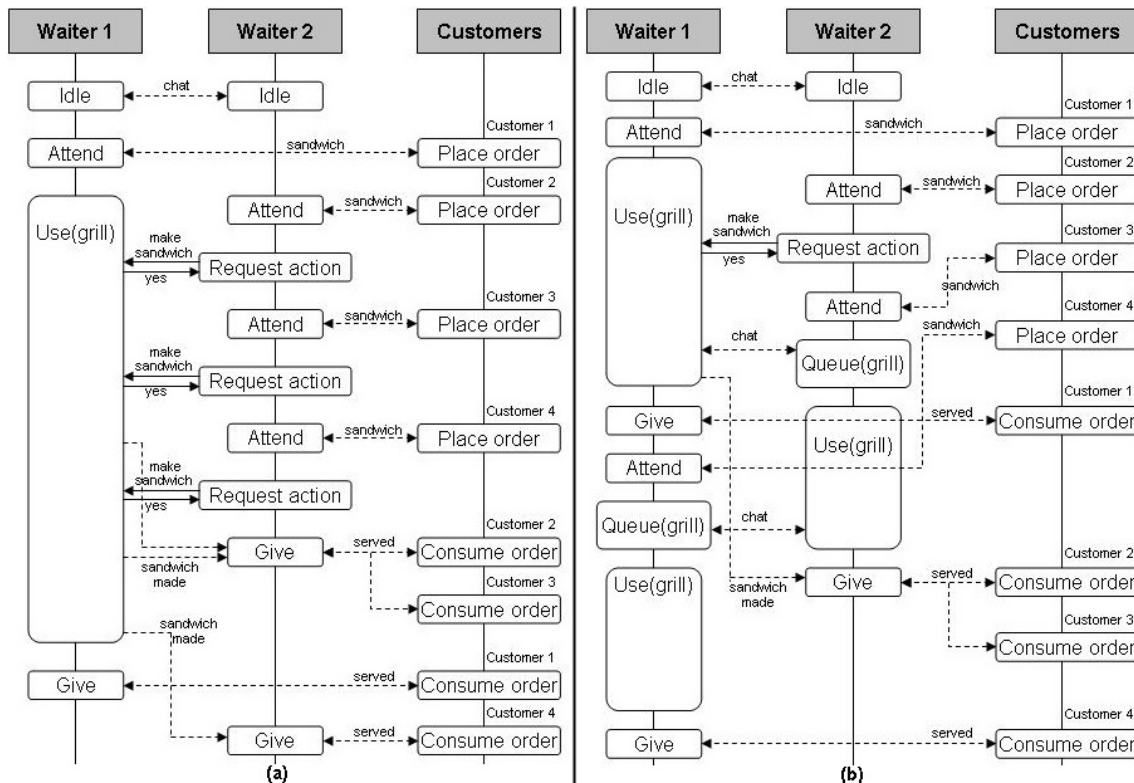 Waiter 1
Waiter 2
Customers
Idle
chat
Idle
Customer 1
Attend
sandwich
Place order
Customer 2
Attend
sandwich
Place order
Use(grill)
make
sandwich
yes
Request action
Customer 3
Attend
sandwich
Place order
make
sandwich
yes
Request action
Customer 4
Attend
sandwich
Place order
make
sandwich
yes
Request action
Customer 2
Give
served
Consume order
sandwich
made
Customer 3
Consume order
sandwich
made
Customer 1
Give
served
Consume order
Customer 4
Give
served
Consume order
(a)
Waiter 1
Waiter 2
Customers
Idle
chat
Idle
Customer 1
Attend
sandwich
Place order
Customer 2
Attend
sandwich
Place order
Use(grill)
make
sandwich
yes
Request action
Customer 3
Place order
sandwich
Attend
Customer 4
sandwich
Place order
chat
Queue(grill)
Customer 1
Give
served
Consume order
Use(grill)
Attend
Queue(grill)
chat
Customer 2
Use(grill)
sandwich
made
Give
served
Consume order
Customer 3
Consume order
Customer 4
Give
served
Consume order
(b)